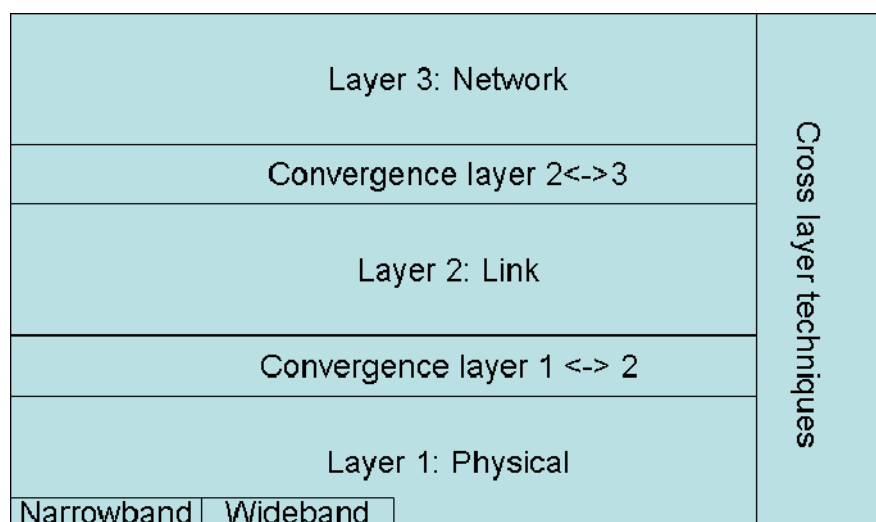 Layer 3: Network
Convergence layer 2<->3
Layer 2: Link
Convergence layer 1 <-> 2
Layer 1: Physical
Narrowband
Wideband
Cross layer techniques